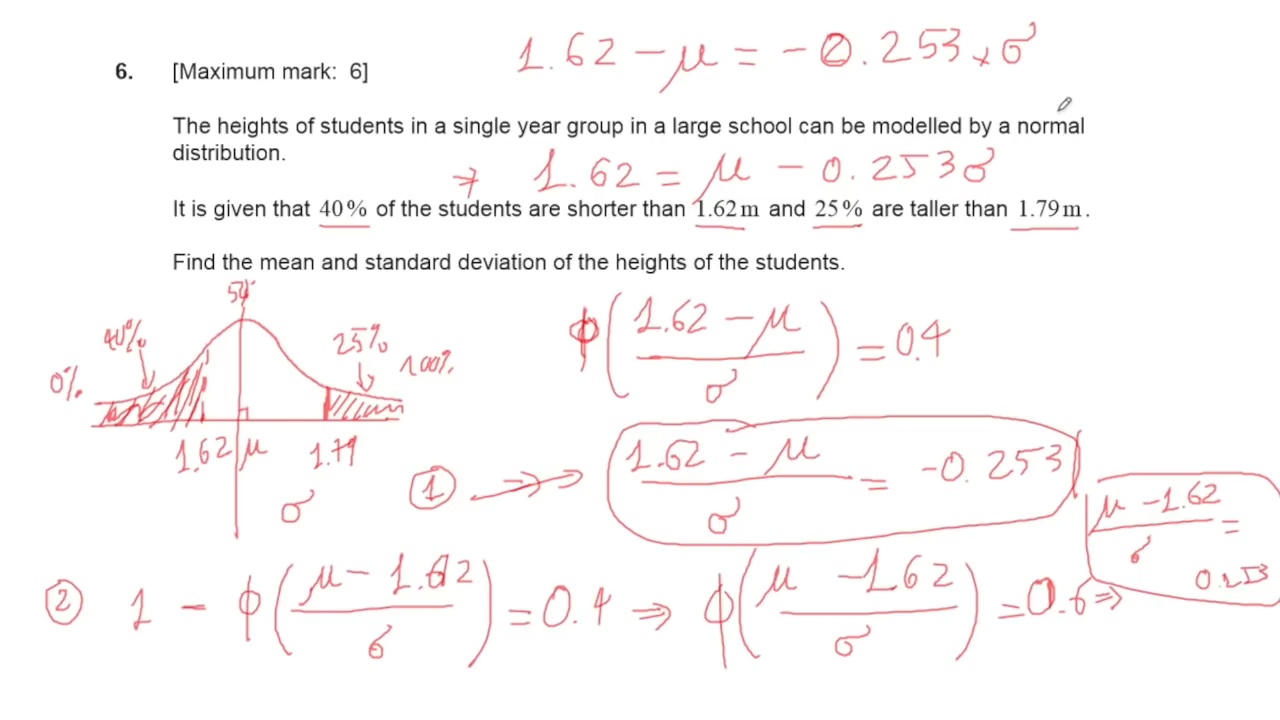 1.62 - μ = -0.253 × σ
6. [Maximum mark: 6]
The heights of students in a single year group in a large school can be modelled by a normal
distribution.
⇒ 1.62 = μ - 0.253σ
It is given that 40% of the students are shorter than 1.62 m and 25% are taller than 1.79 m.
Find the mean and standard deviation of the heights of the students.
40%
25%
0%
100%
1.62 μ 1.79
σ
ϕ((1.62 - μ)/σ) = 0.4
① →→ (1.62 - μ)/σ = -0.253
② 1 - ϕ((μ - 1.62)/σ) = 0.4 ⇒ ϕ((μ - 1.62)/σ) = 0.6 ⇒
(μ - 1.62)/σ =
0.253